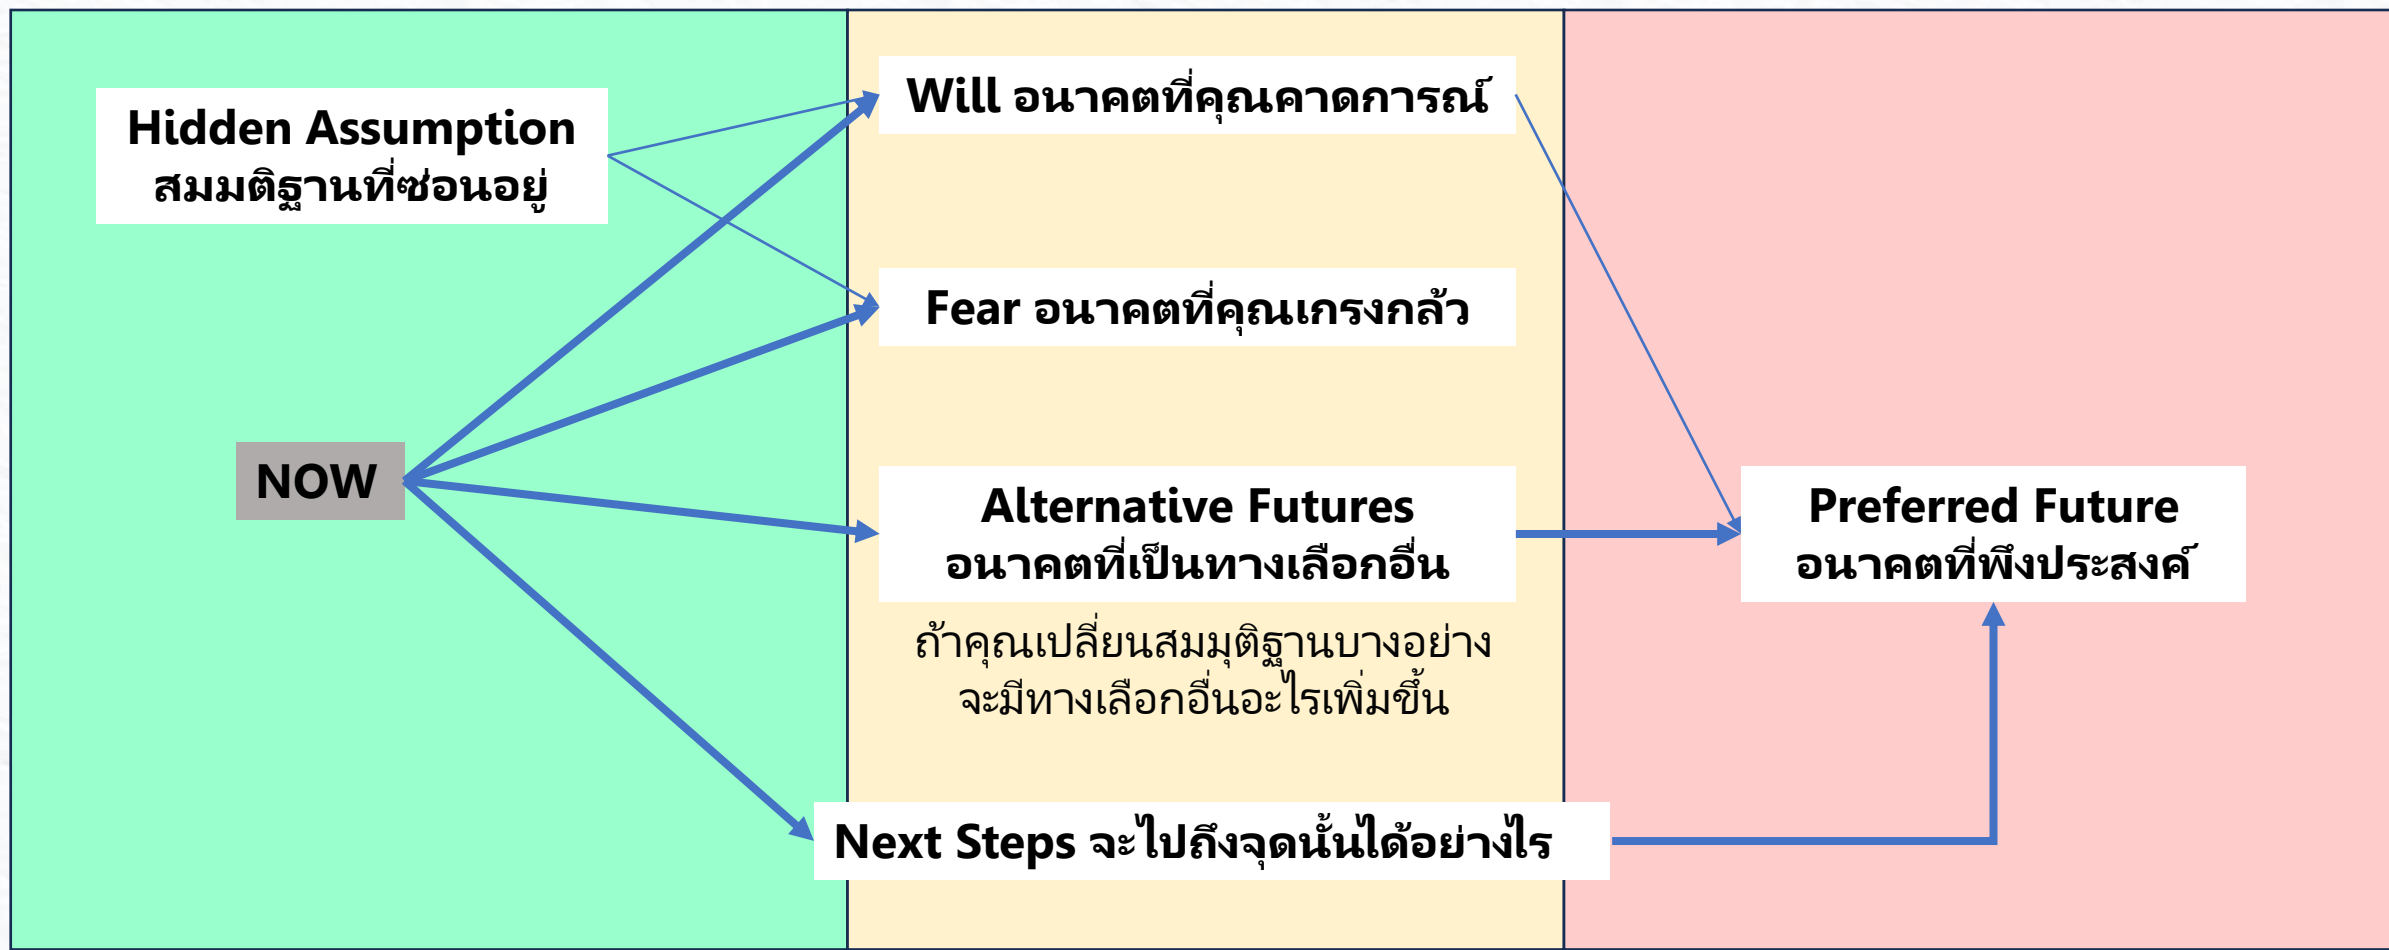 Hidden Assumption
สมมติฐานที่ซ่อนอยู่
NOW
Will อนาคตที่คุณคาดการณ์
Fear อนาคตที่คุณเกรงกลัว
Alternative Futures
อนาคตที่เป็นทางเลือกอื่น
ถ้าคุณเปลี่ยนสมมุติฐานบางอย่าง
จะมีทางเลือกอื่นอะไรเพิ่มขึ้น
Next Steps จะไปถึงจุดนั้นได้อย่างไร
Preferred Future
อนาคตที่พึงประสงค์